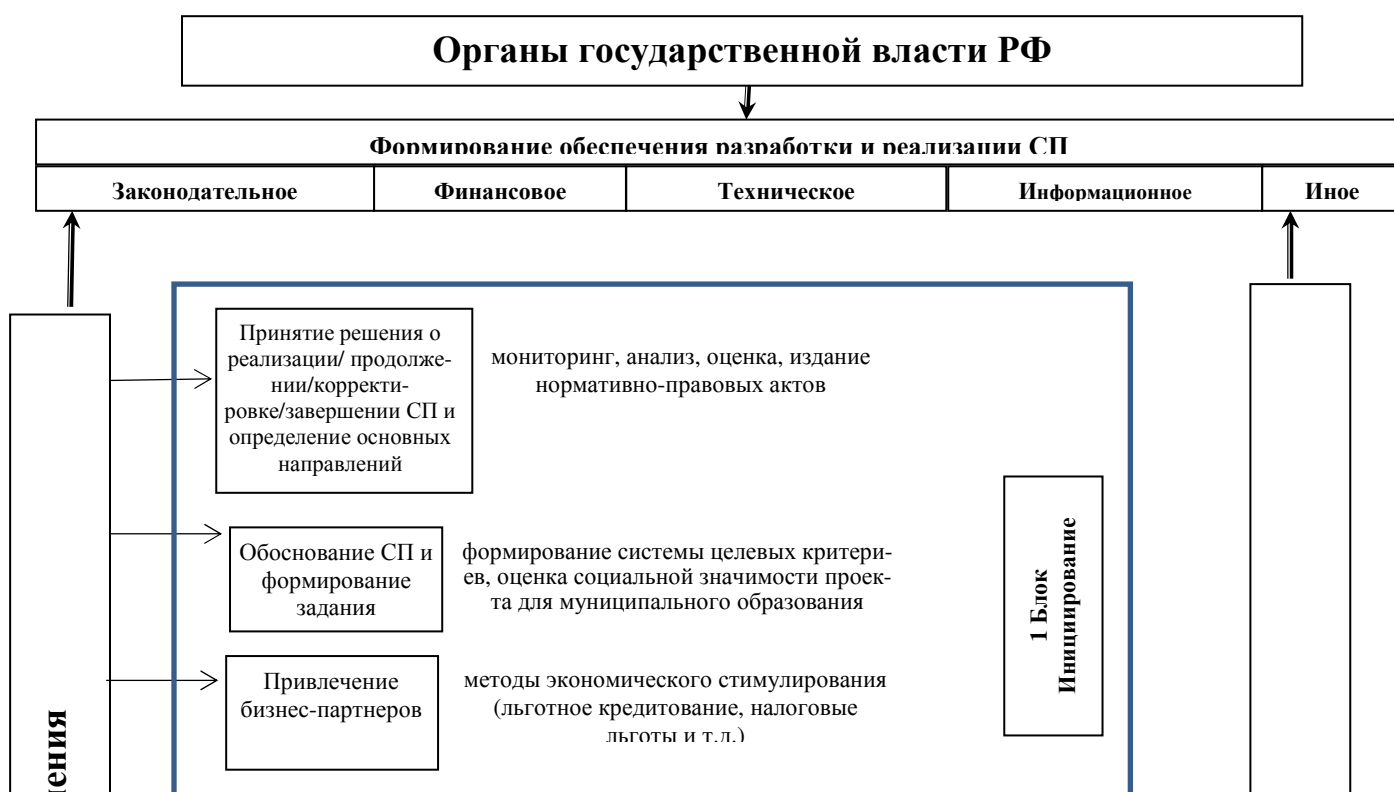 Органы государственной власти РФ
Формирование обеспечения разработки и реализации СП
Законодательное
Финансовое
Техническое
Информационное
Иное
Принятие решения о
реализации/ продолже-
нии/корректи-
ровке/завершении СП и
определение основных
направлений
мониторинг, анализ, оценка, издание
нормативно-правовых актов
Обоснование СП и
формирование
задания
формирование системы целевых критери-
ев, оценка социальной значимости проек-
та для муниципального образования
Привлечение
бизнес-партнеров
методы экономического стимулирования
(льготное кредитование, налоговые
льготы и т.д.)
1 Блок
Инициирование